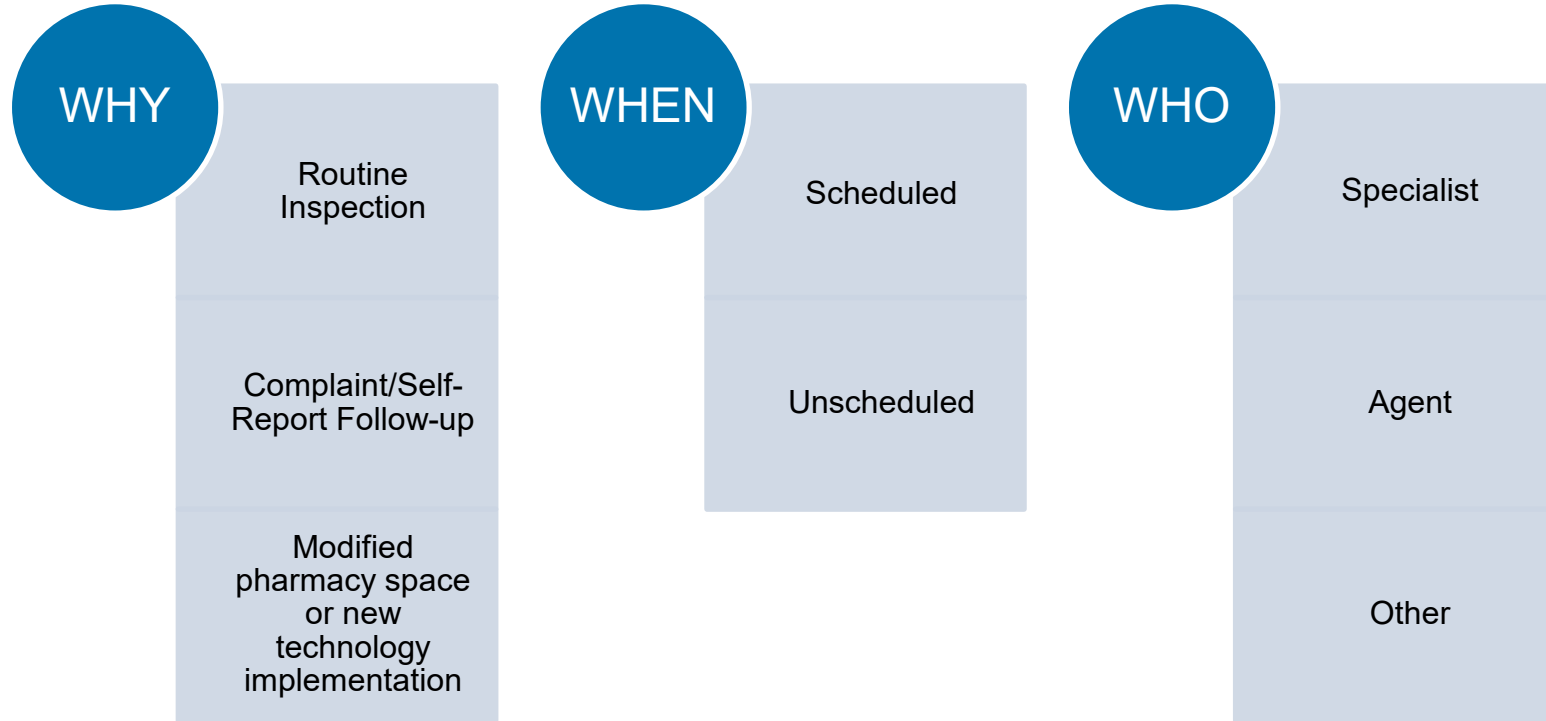 WHY
Routine
Inspection
Complaint/Self-
Report Follow-up
Modified
pharmacy space
or new
technology
implementation
WHEN
Scheduled
Unscheduled
WHO
Specialist
Agent
Other